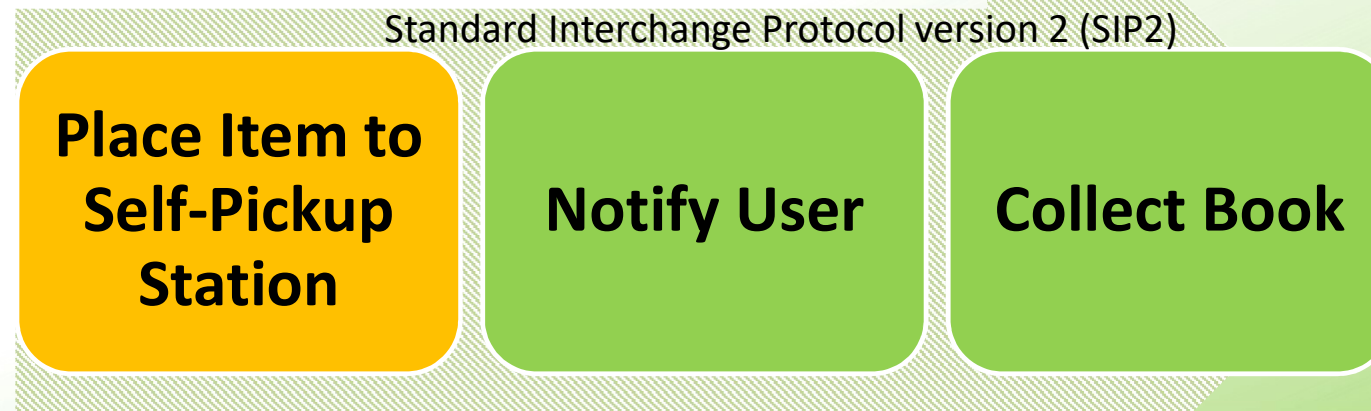 Standard Interchange Protocol version 2 (SIP2)
Place Item to
Self-Pickup
Station
Notify User
Collect Book